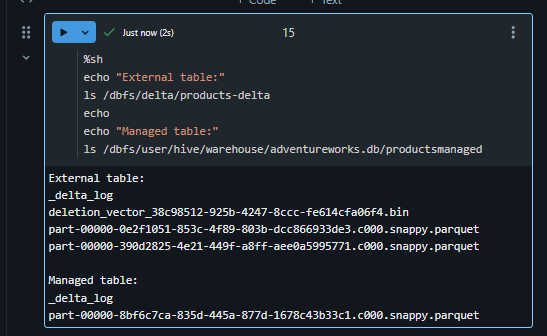 Code Text
Just now (2s) 15
%sh
echo "External table:"
ls /dbfs/delta/products-delta
echo
echo "Managed table:"
ls /dbfs/user/hive/warehouse/adventureworks.db/productsmanaged
External table:
_delta_log
deletion_vector_38c98512-925b-4247-8ccc-fe614cfa06f4.bin
part-00000-0e2f1051-853c-4f89-803b-dcc866933de3.c000.snappy.parquet
part-00000-390d2825-4e21-449f-a8ff-aee0a5995771.c000.snappy.parquet
Managed table:
_delta_log
part-00000-8bf6c7ca-835d-445a-877d-1678c43b33c1.c000.snappy.parquet